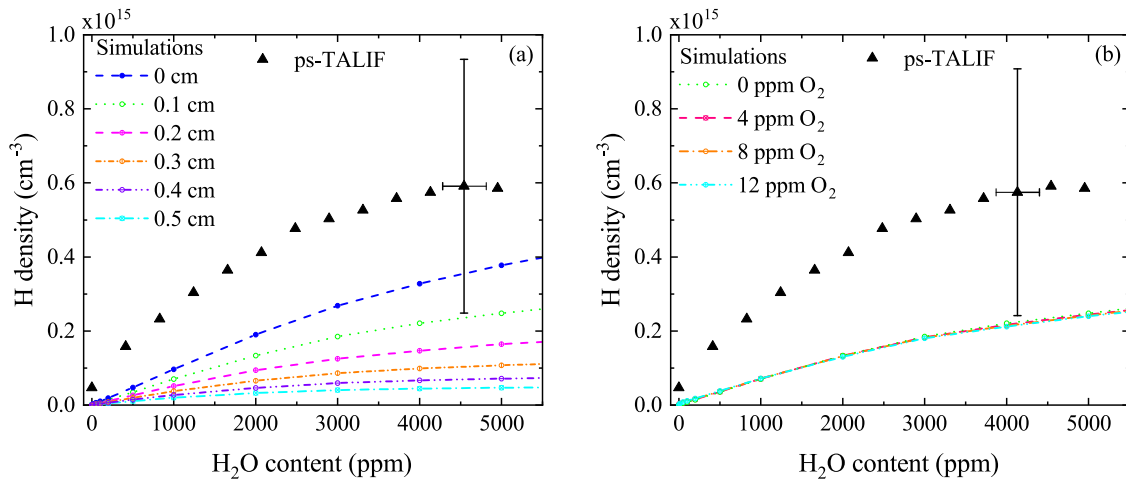 x10^15
Simulations
ps-TALIF
(a)
0 cm
0.1 cm
0.2 cm
0.3 cm
0.4 cm
0.5 cm
1.0
0.8
0.6
0.4
0.2
0.0
H density (cm⁻³)
0 1000 2000 3000 4000 5000
H₂O content (ppm)
x10^15
Simulations
ps-TALIF
(b)
0 ppm O₂
4 ppm O₂
8 ppm O₂
12 ppm O₂
1.0
0.8
0.6
0.4
0.2
0.0
H density (cm⁻³)
0 1000 2000 3000 4000 5000
H₂O content (ppm)